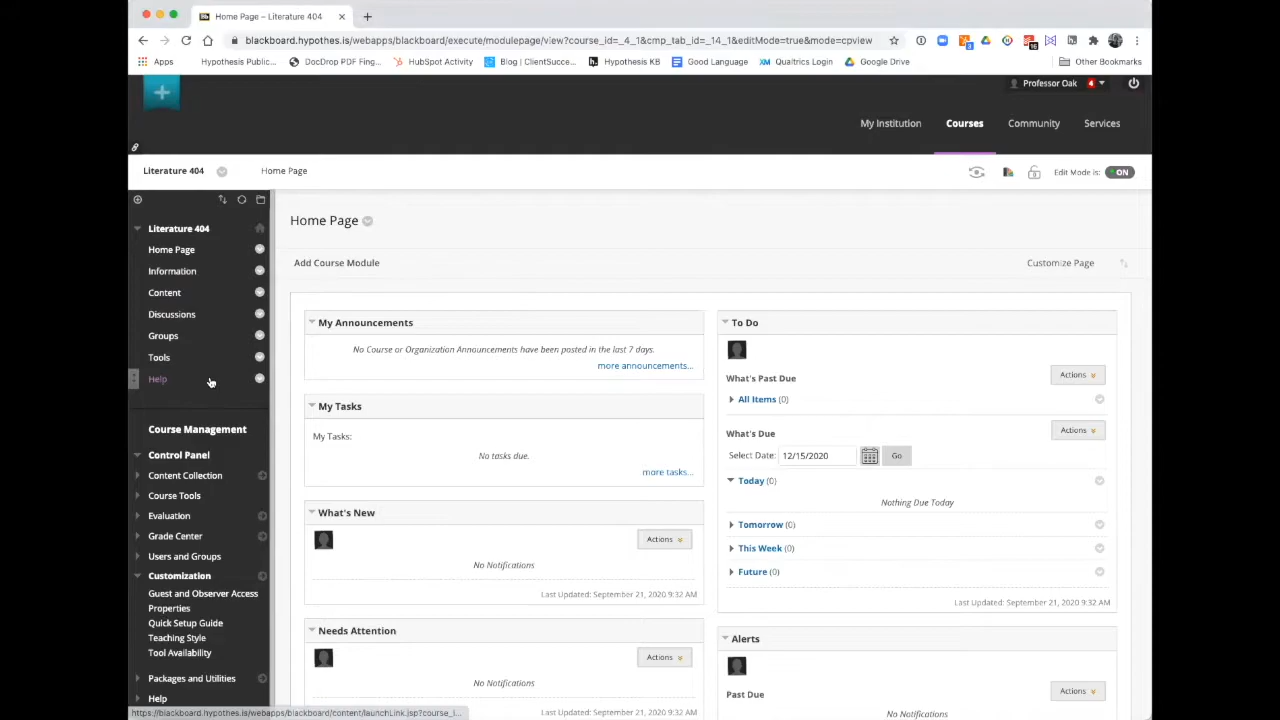 Home Page – Literature 404
blackboard.hypothes.is/webapps/blackboard/execute/modulepage/view?course_id=_4_1&cmp_tab_id=_14_1&editMode=true&mode=cpview
Apps Hypothesis Public... DocDrop PDF Fing... HubSpot Activity Blog | ClientSucce... Hypothesis KB Good Language Qualtrics Login Google Drive Other Bookmarks
Professor Oak 4
My Institution Courses Community Services
Literature 404 Home Page Edit Mode is: ON
Literature 404
Home Page
Information
Content
Discussions
Groups
Tools
Help
Course Management
Control Panel
Content Collection
Course Tools
Evaluation
Grade Center
Users and Groups
Customization
Guest and Observer Access
Properties
Quick Setup Guide
Teaching Style
Tool Availability
Packages and Utilities
Help
https://blackboard.hypothes.is/webapps/blackboard/content/launchLink.jsp?course_i...
Home Page
Add Course Module Customize Page
My Announcements
No Course or Organization Announcements have been posted in the last 7 days.
more announcements...
My Tasks
My Tasks:
No tasks due.
more tasks...
What's New
Actions
No Notifications
Last Updated: September 21, 2020 9:32 AM
Needs Attention
Actions
No Notifications
Last Updated: September 21, 2020 9:32 AM
To Do
What's Past Due Actions
All Items (0)
What's Due Actions
Select Date: 12/15/2020 Go
Today (0)
Nothing Due Today
Tomorrow (0)
This Week (0)
Future (0)
Last Updated: September 21, 2020 9:32 AM
Alerts
Past Due Actions
No Notifications